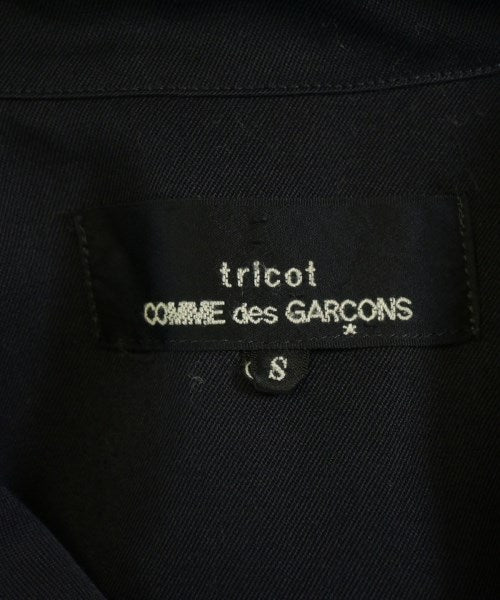 tricot
COMME des GARÇONS
*
S